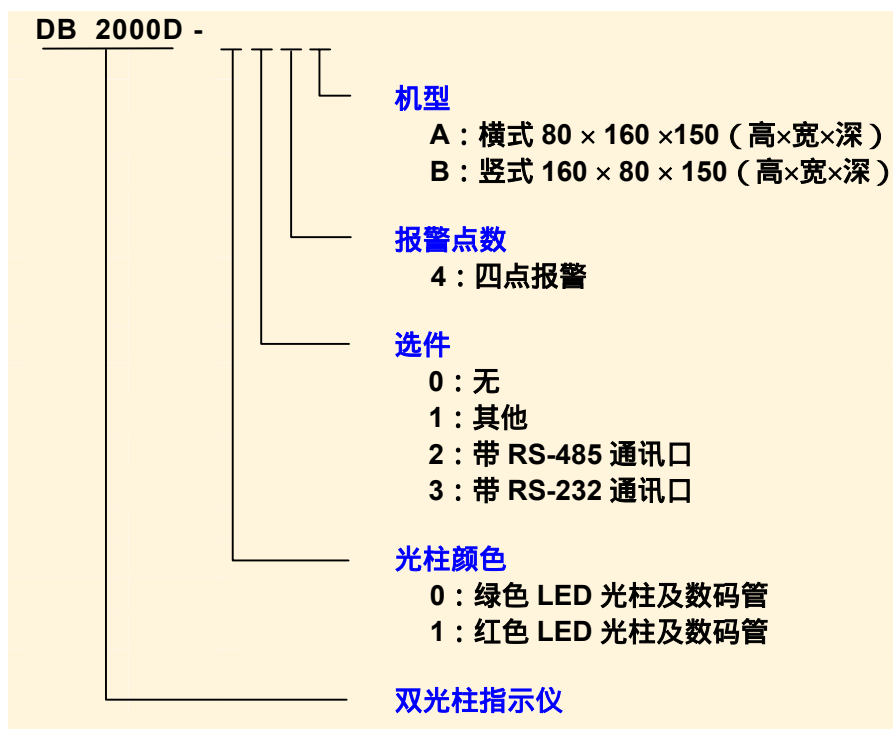 DB 2000D -
机型
A：横式 80 × 160 ×150（高×宽×深）
B：竖式 160 × 80 × 150（高×宽×深）
报警点数
4：四点报警
选件
0：无
1：其他
2：带 RS-485 通讯口
3：带 RS-232 通讯口
光柱颜色
0：绿色 LED 光柱及数码管
1：红色 LED 光柱及数码管
双光柱指示仪